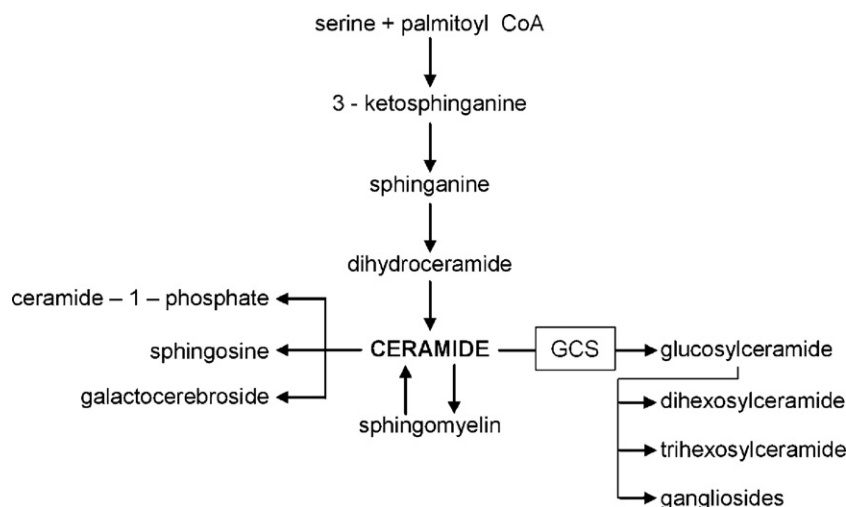 serine + palmitoyl CoA
3 - ketosphinganine
sphinganine
dihydroceramide
ceramide – 1 – phosphate
sphingosine
CERAMIDE
GCS
glucosylceramide
galactocerebroside
dihexosylceramide
sphingomyelin
trihexosylceramide
gangliosides